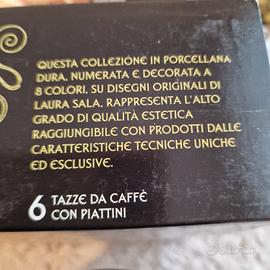 QUESTA COLLEZIONE IN PORCELLANA
DURA, NUMERATA E DECORATA A
8 COLORI, SU DISEGNI ORIGINALI DI
LAURA SALA, RAPPRESENTA L'ALTO
GRADO DI QUALITÀ ESTETICA
RAGGIUNGIBILE CON PRODOTTI DALLE
CARATTERISTICHE TECNICHE UNICHE
ED ESCLUSIVE.
6 TAZZE DA CAFFÈ
CON PIATTINI
subito